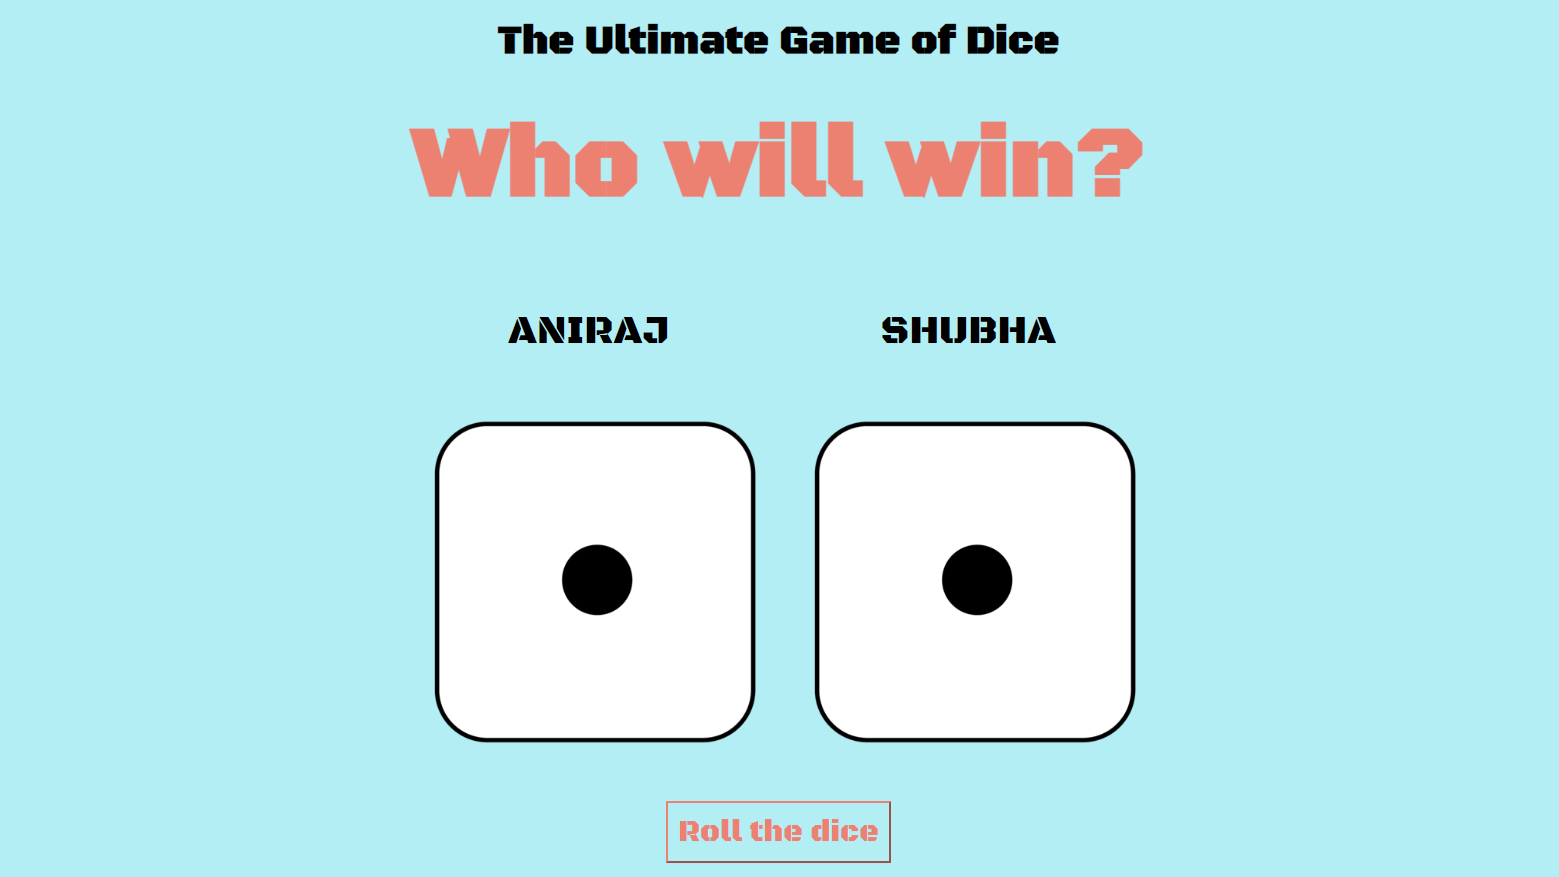 The Ultimate Game of Dice
Who will win?
ANIRAJ SHUBHA
Roll the dice